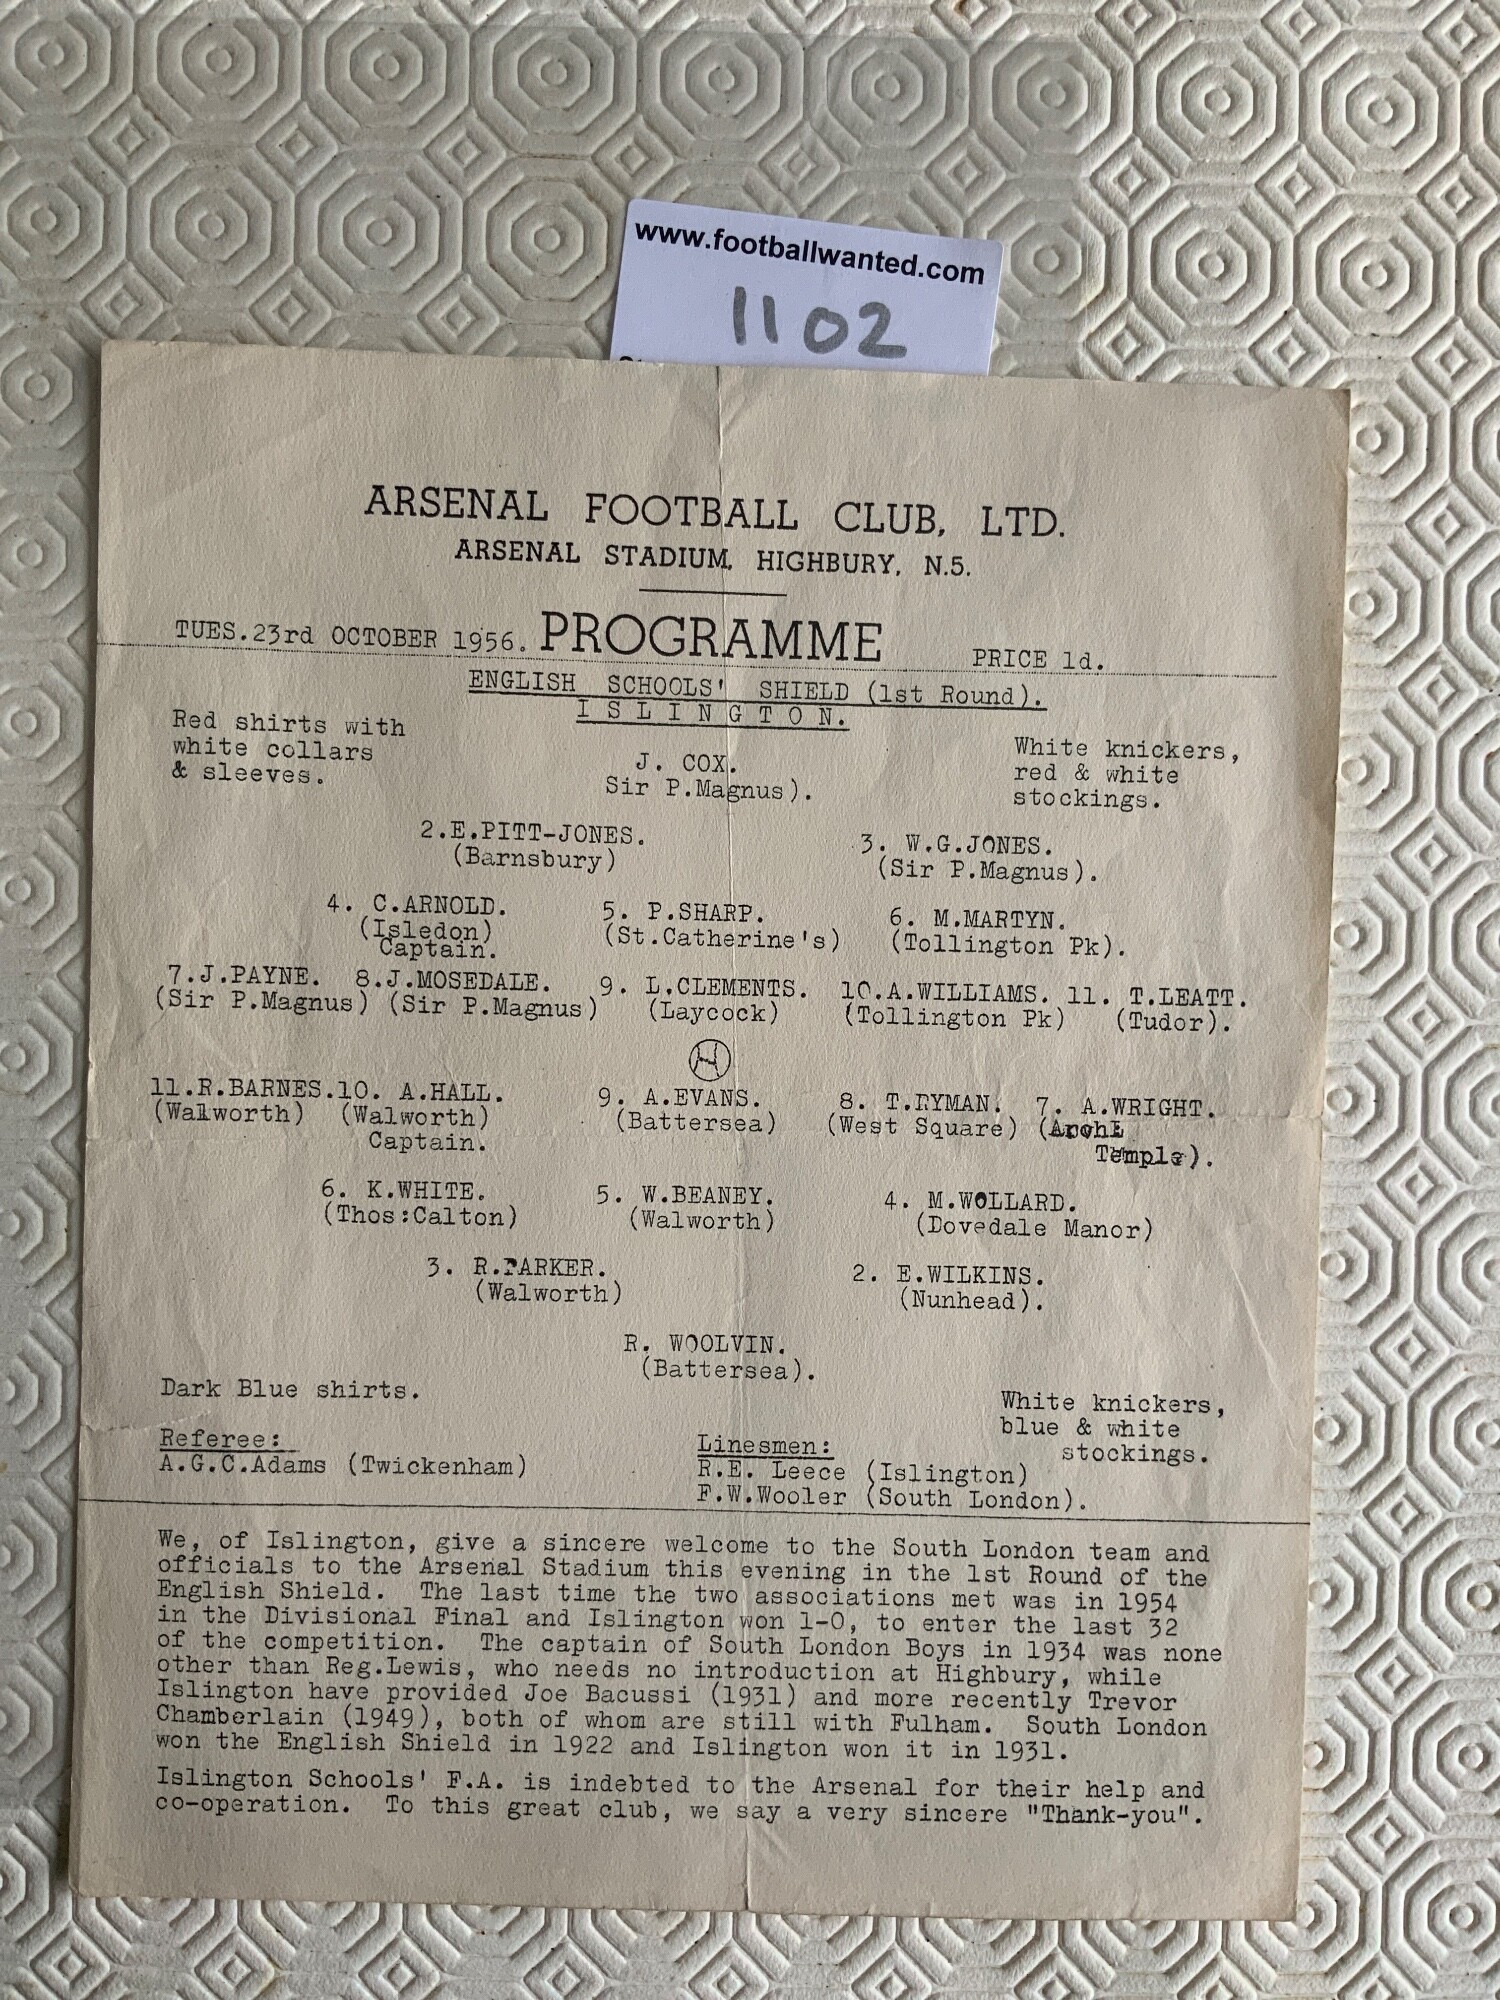 www.footballwanted.com
1102
ARSENAL FOOTBALL CLUB, LTD.
ARSENAL STADIUM, HIGHBURY, N.5.
TUES.23rd OCTOBER 1956. PROGRAMME PRICE 1d.
ENGLISH SCHOOLS' SHIELD (1st Round).
ISLINGTON.
Red shirts with
white collars
& sleeves.
White knickers,
red & white
stockings.
J. COX.
Sir P.Magnus).
2.E.PITT-JONES. 3. W.G.JONES.
(Barnsbury) (Sir P.Magnus).
4. C.ARNOLD. 5. P.SHARP. 6. M.MARTYN.
(Isledon) (St.Catherine's) (Tollington Pk).
Captain.
7.J.PAYNE. 8.J.MOSEDALE. 9. L.CLEMENTS. 10.A.WILLIAMS. 11. T.LEATT.
(Sir P.Magnus) (Sir P.Magnus) (Laycock) (Tollington Pk) (Tudor).
11.R.BARNES.10. A.HALL. 9. A.EVANS. 8. T. 7. A.WRIGHT.
(Walworth) (Walworth) (Battersea) (West Square) (
Captain. Temple).
6. K.WHITE. 5. W.BEANEY. 4. M.WOLLARD.
(Thos:Calton) (Walworth) (Dovedale Manor)
3. R.PARKER. 2. E.WILKINS.
(Walworth) (Nunhead).
R. WOOLVIN.
(Battersea).
Dark Blue shirts.
White knickers,
blue & white
stockings.
Referee:
A.G.C.Adams (Twickenham)
Linesmen:
R.E. Leece (Islington)
F.W.Wooler (South London).
We, of Islington, give a sincere welcome to the South London team and
officials to the Arsenal Stadium this evening in the 1st Round of the
English Shield. The last time the two associations met was in 1954
in the Divisional Final and Islington won 1-0, to enter the last 32
of the competition. The captain of South London Boys in 1934 was none
other than Reg.Lewis, who needs no introduction at Highbury, while
Islington have provided Joe Bacussi (1931) and more recently Trevor
Chamberlain (1949), both of whom are still with Fulham. South London
won the English Shield in 1922 and Islington won it in 1931.
Islington Schools' F.A. is indebted to the Arsenal for their help and
co-operation. To this great club, we say a very sincere "Thank-you".